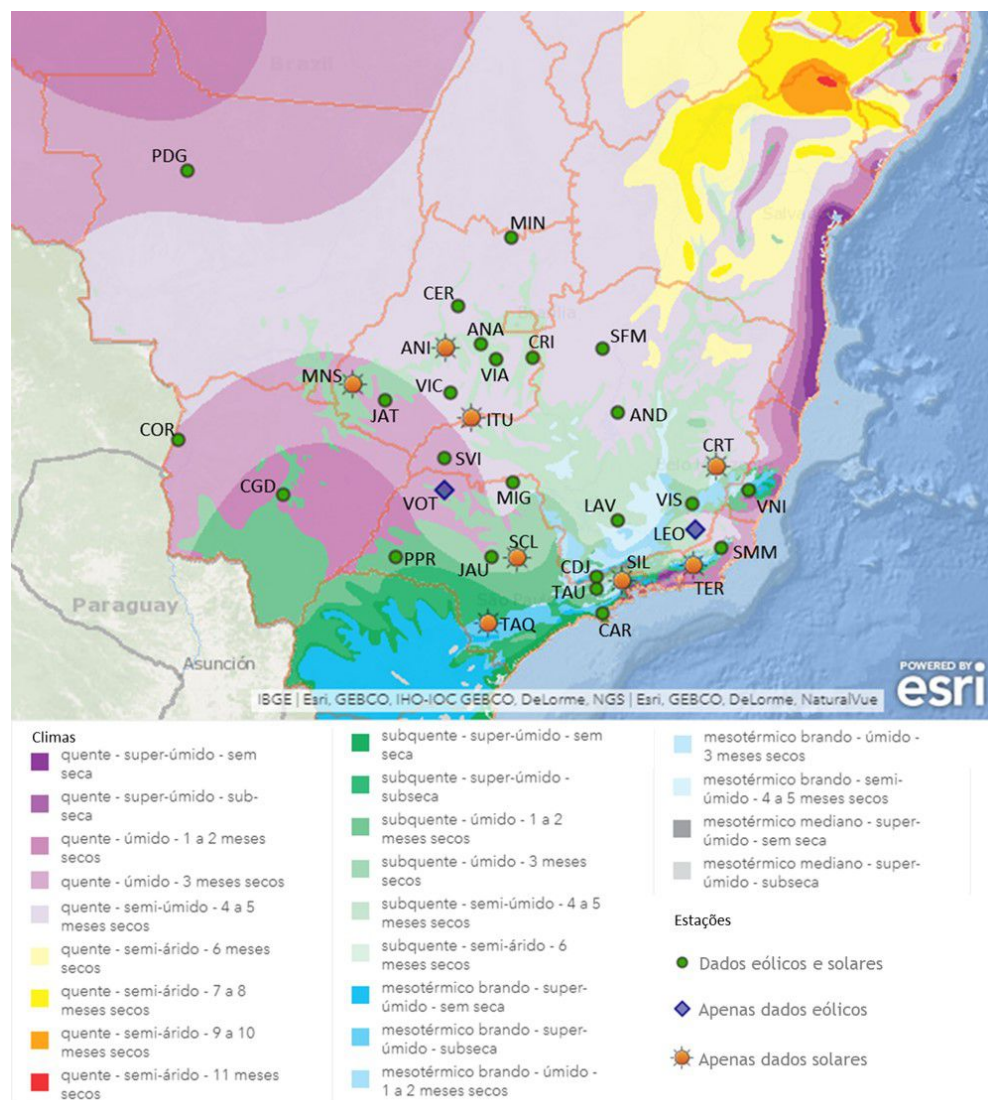 Brazil
PDG
Salvador
MIN
CER
Brasília
ANA
CRI
SFM
ANI
VIA
MNS
VIC
JAT
ITU
AND
COR
CRT
SVI
CGD
VOT
MIG
LAV
VIS
VNI
LEO
SCL
SMM
PPR
JAU
CDJ
SIL
TAU
TER
Paraguay
TAQ
CAR
Asunción
POWERED BY
esri
IBGE | Esri, GEBCO, IHO-IOC GEBCO, DeLorme, NGS | Esri, GEBCO, DeLorme, NaturalVue
Climas
quente - super-úmido - sem
seca
quente - super-úmido - sub-
seca
quente - úmido - 1 a 2 meses
secos
quente - úmido - 3 meses secos
quente - semi-úmido - 4 a 5
meses secos
quente - semi-árido - 6 meses
secos
quente - semi-árido - 7 a 8
meses secos
quente - semi-árido - 9 a 10
meses secos
quente - semi-árido - 11 meses
secos
subquente - super-úmido - sem
seca
subquente - super-úmido -
subseca
subquente - úmido - 1 a 2
meses secos
subquente - úmido - 3 meses
secos
subquente - semi-úmido - 4 a 5
meses secos
subquente - semi-árido - 6
meses secos
mesotérmico brando - super-
úmido - sem seca
mesotérmico brando - super-
úmido - subseca
mesotérmico brando - úmido -
1 a 2 meses secos
mesotérmico brando - úmido -
3 meses secos
mesotérmico brando - semi-
úmido - 4 a 5 meses secos
mesotérmico mediano - super-
úmido - sem seca
mesotérmico mediano - super-
úmido - subseca
Estações
Dados eólicos e solares
Apenas dados eólicos
Apenas dados solares